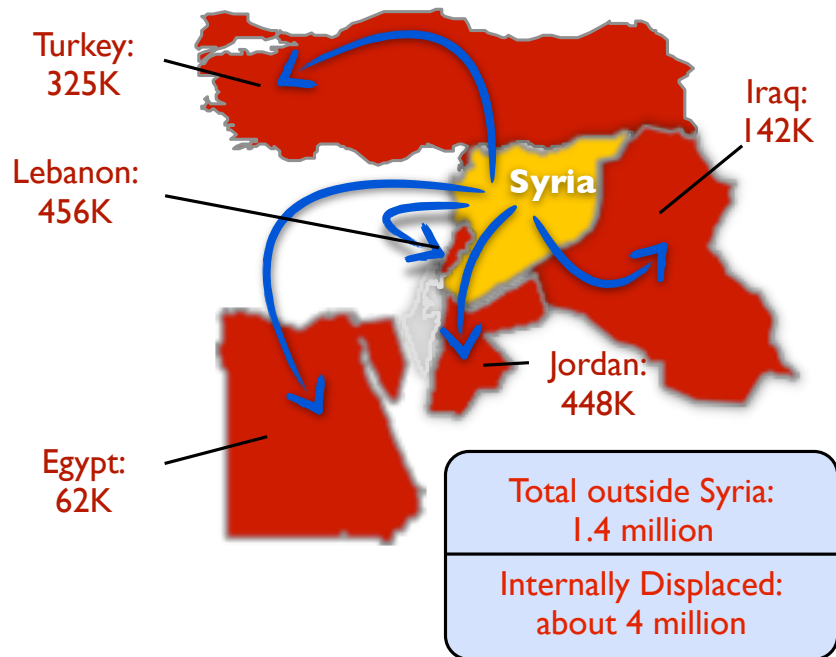 Turkey:
325K
Iraq:
142K
Lebanon:
456K
Syria
Jordan:
448K
Egypt:
62K
Total outside Syria:
1.4 million
Internally Displaced:
about 4 million